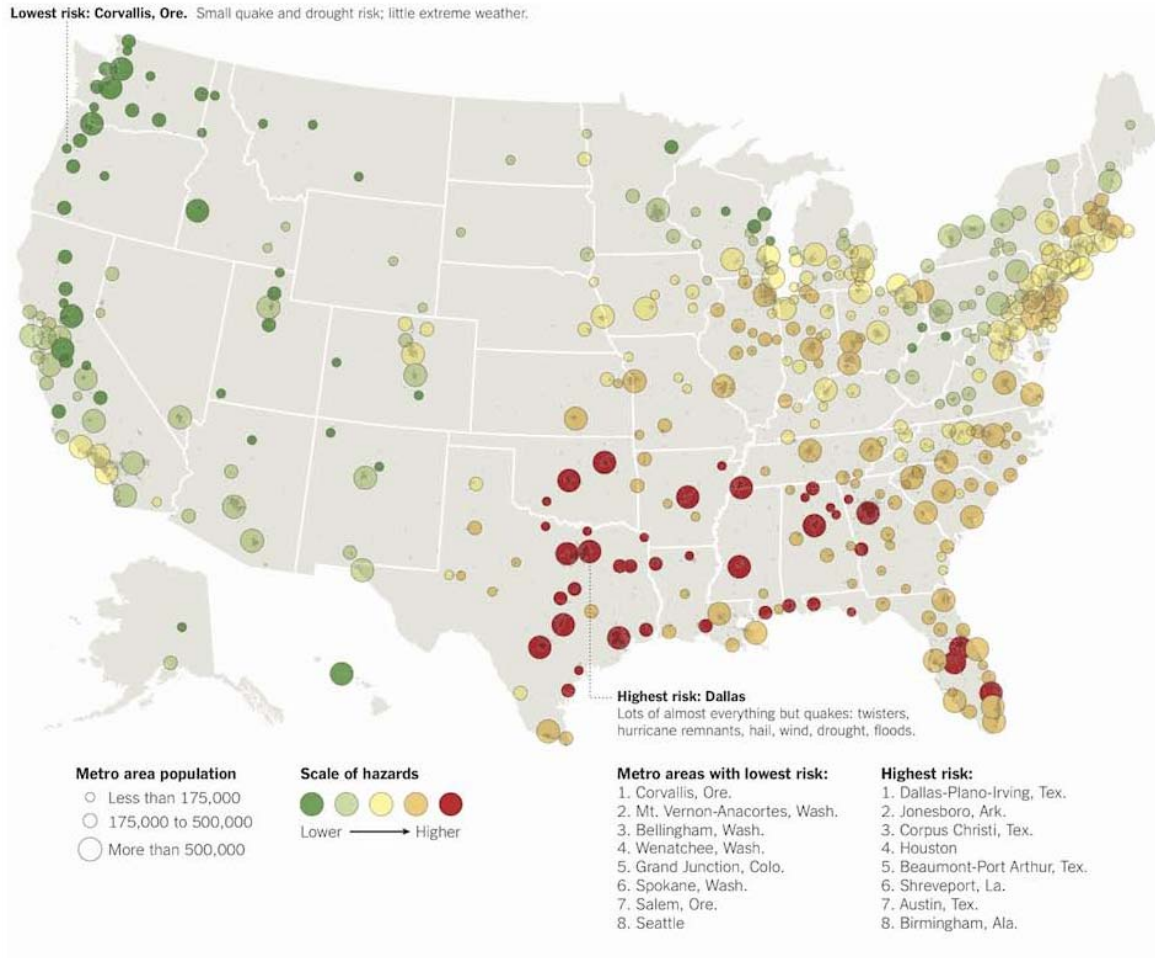 Lowest risk: Corvallis, Ore. Small quake and drought risk; little extreme weather.
Highest risk: Dallas
Lots of almost everything but quakes: twisters,
hurricane remnants, hail, wind, drought, floods.
Metro area population
Less than 175,000
175,000 to 500,000
More than 500,000
Scale of hazards
Lower
Higher
Metro areas with lowest risk:
1. Corvallis, Ore.
2. Mt. Vernon-Anacortes, Wash.
3. Bellingham, Wash.
4. Wenatchee, Wash.
5. Grand Junction, Colo.
6. Spokane, Wash.
7. Salem, Ore.
8. Seattle
Highest risk:
1. Dallas-Plano-Irving, Tex.
2. Jonesboro, Ark.
3. Corpus Christi, Tex.
4. Houston
5. Beaumont-Port Arthur, Tex.
6. Shreveport, La.
7. Austin, Tex.
8. Birmingham, Ala.